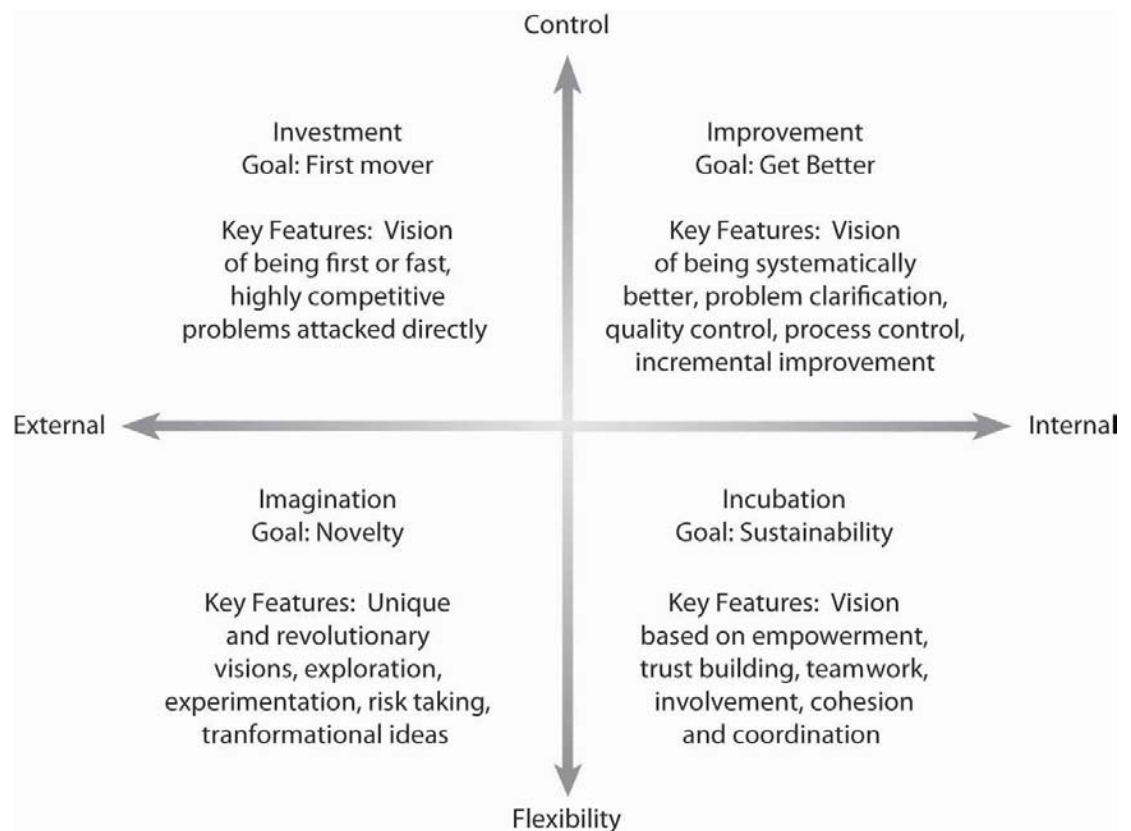 Control
Investment
Goal: First mover
Key Features: Vision
of being first or fast,
highly competitive
problems attacked directly
Improvement
Goal: Get Better
Key Features: Vision
of being systematically
better, problem clarification,
quality control, process control,
incremental improvement
External
Internal
Imagination
Goal: Novelty
Key Features: Unique
and revolutionary
visions, exploration,
experimentation, risk taking,
tranformational ideas
Incubation
Goal: Sustainability
Key Features: Vision
based on empowerment,
trust building, teamwork,
involvement, cohesion
and coordination
Flexibility